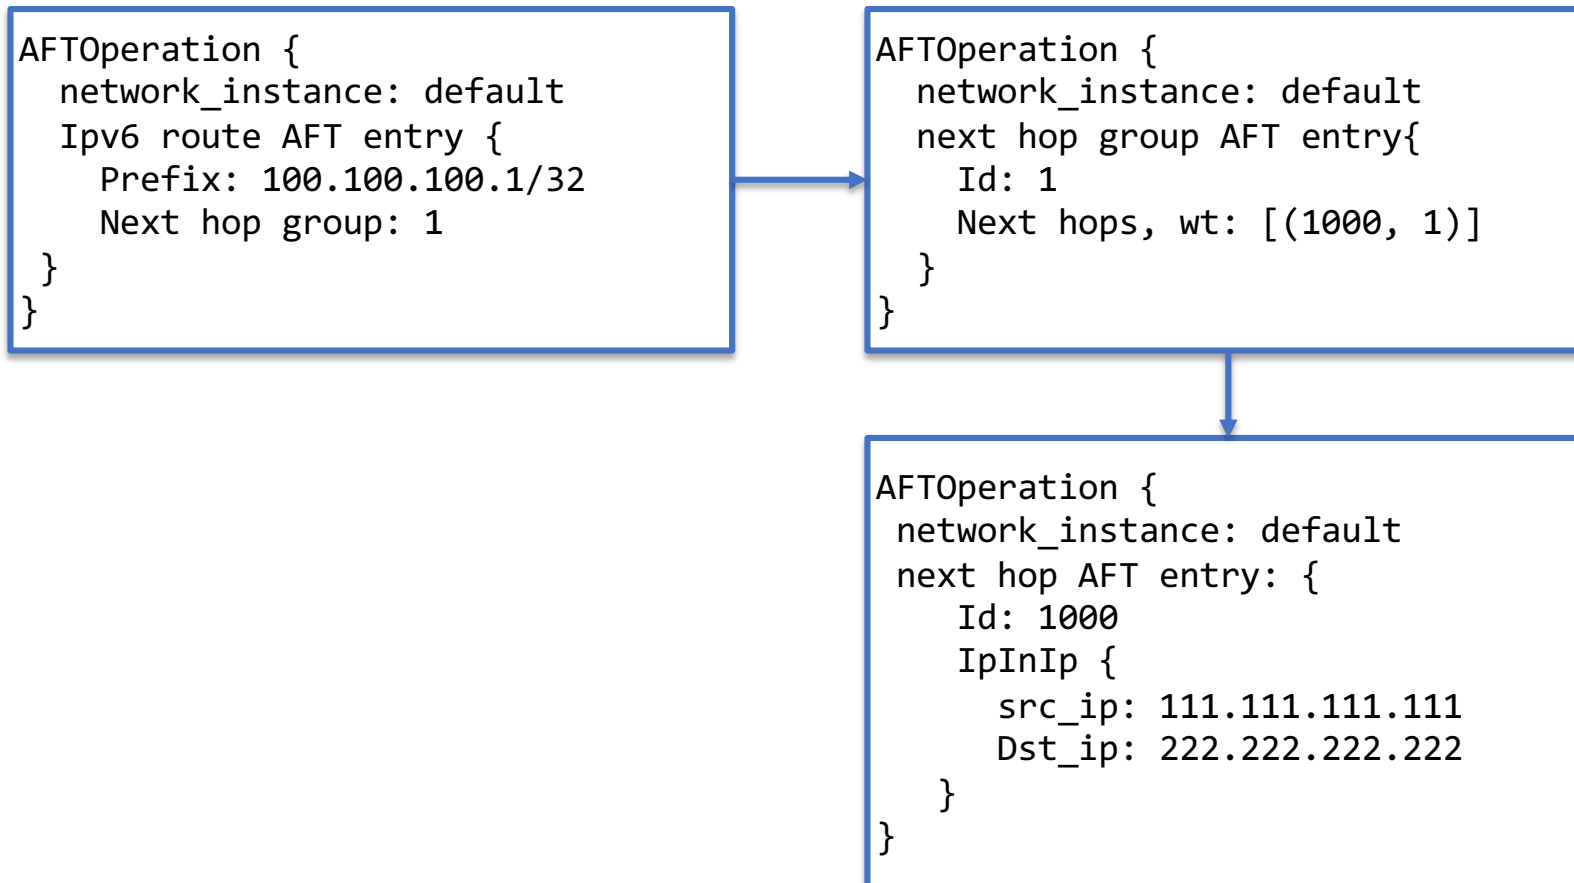 AFTOperation {
network_instance: default
Ipv6 route AFT entry {
Prefix: 100.100.100.1/32
Next hop group: 1
}
}
AFTOperation {
network_instance: default
next hop group AFT entry{
Id: 1
Next hops, wt: [(1000, 1)]
}
}
AFTOperation {
network_instance: default
next hop AFT entry: {
Id: 1000
IpInIp {
src_ip: 111.111.111.111
Dst_ip: 222.222.222.222
}
}